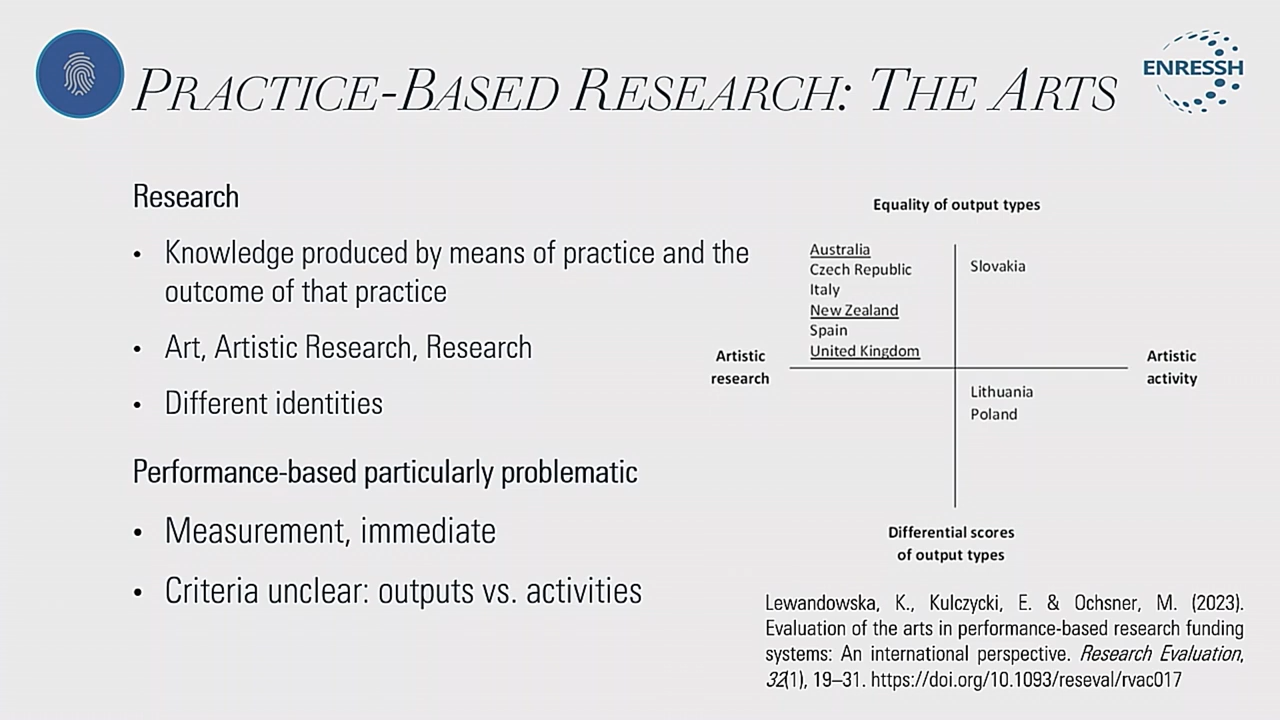 PRACTICE-BASED RESEARCH: THE ARTS
ENRESSH
Research
• Knowledge produced by means of practice and the
outcome of that practice
• Art, Artistic Research, Research
• Different identities
Performance-based particularly problematic
• Measurement, immediate
• Criteria unclear: outputs vs. activities
Equality of output types
Australia
Czech Republic
Italy
New Zealand
Spain
United Kingdom
Slovakia
Artistic
research
Artistic
activity
Lithuania
Poland
Differential scores
of output types
Lewandowska, K., Kulczycki, E. & Ochsner, M. (2023).
Evaluation of the arts in performance-based research funding
systems: An international perspective. Research Evaluation,
32(1), 19–31. https://doi.org/10.1093/reseval/rvac017